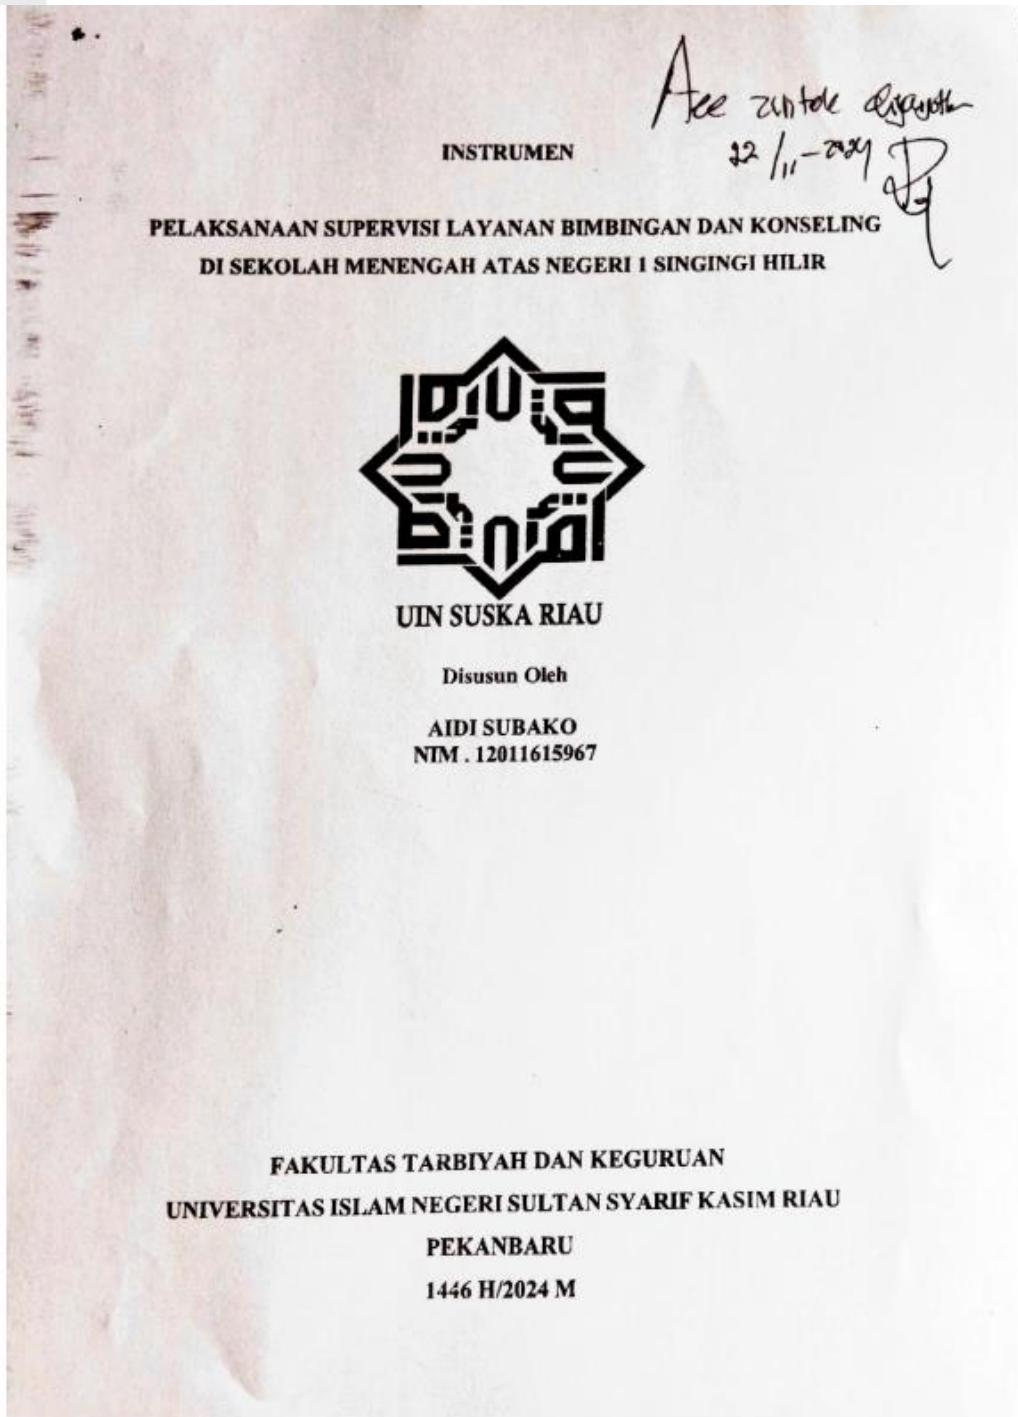 Acc untuk
22/11-2024
INSTRUMEN
PELAKSANAAN SUPERVISI LAYANAN BIMBINGAN DAN KONSELING
DI SEKOLAH MENENGAH ATAS NEGERI 1 SINGINGI HILIR
UIN SUSKA RIAU
Disusun Oleh
AIDI SUBAKO
NIM . 12011615967
FAKULTAS TARBIYAH DAN KEGURUAN
UNIVERSITAS ISLAM NEGERI SULTAN SYARIF KASIM RIAU
PEKANBARU
1446 H/2024 M